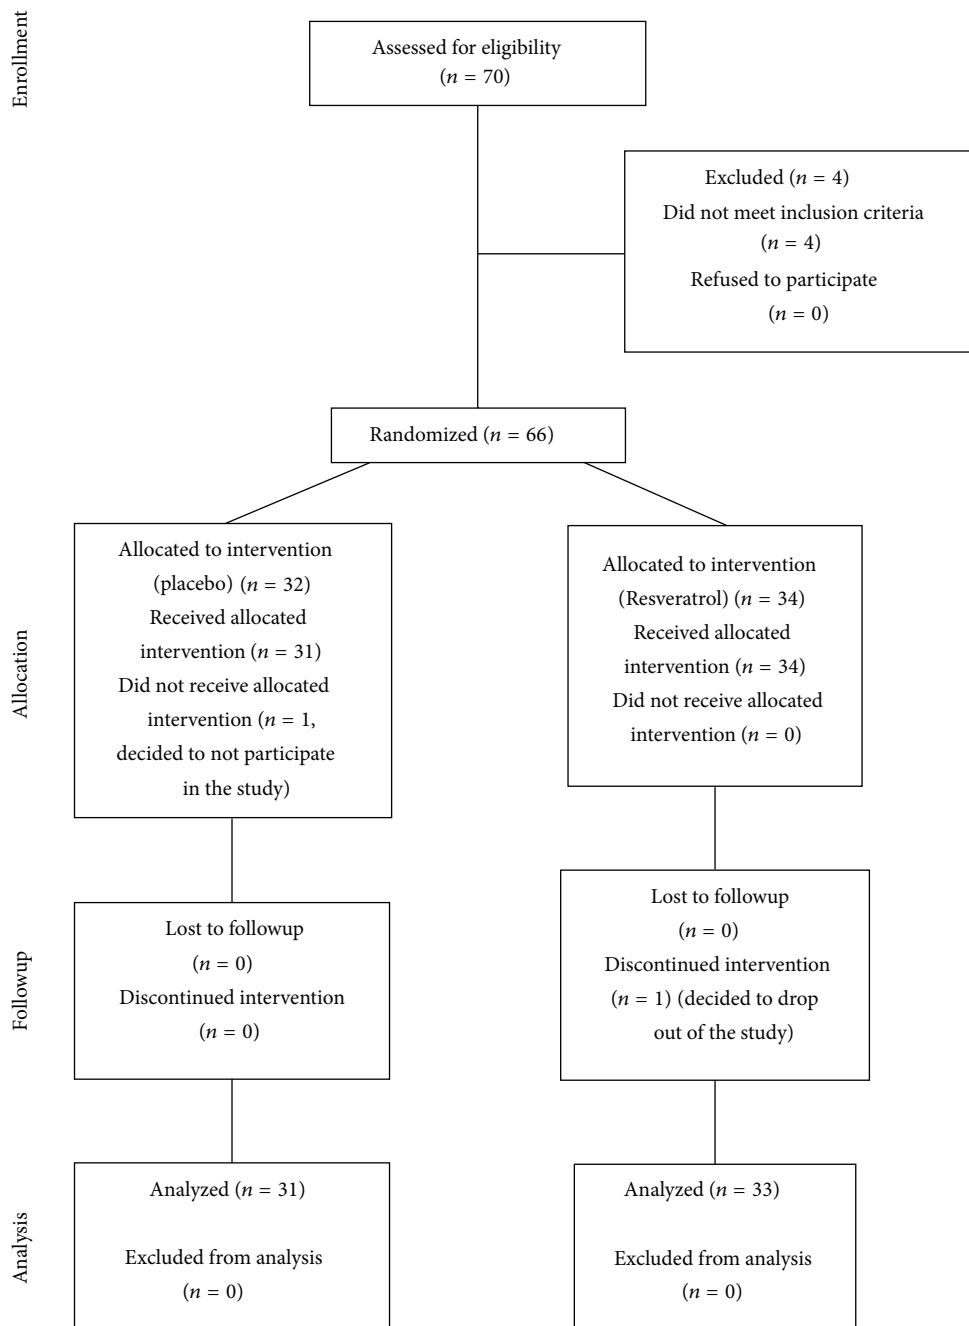 Enrollment
Assessed for eligibility
(n = 70)
Excluded (n = 4)
Did not meet inclusion criteria
(n = 4)
Refused to participate
(n = 0)
Randomized (n = 66)
Allocation
Allocated to intervention
(placebo) (n = 32)
Received allocated
intervention (n = 31)
Did not receive allocated
intervention (n = 1,
decided to not participate
in the study)
Allocated to intervention
(Resveratrol) (n = 34)
Received allocated
intervention (n = 34)
Did not receive allocated
intervention (n = 0)
Followup
Lost to followup
(n = 0)
Discontinued intervention
(n = 0)
Lost to followup
(n = 0)
Discontinued intervention
(n = 1) (decided to drop
out of the study)
Analysis
Analyzed (n = 31)
Excluded from analysis
(n = 0)
Analyzed (n = 33)
Excluded from analysis
(n = 0)